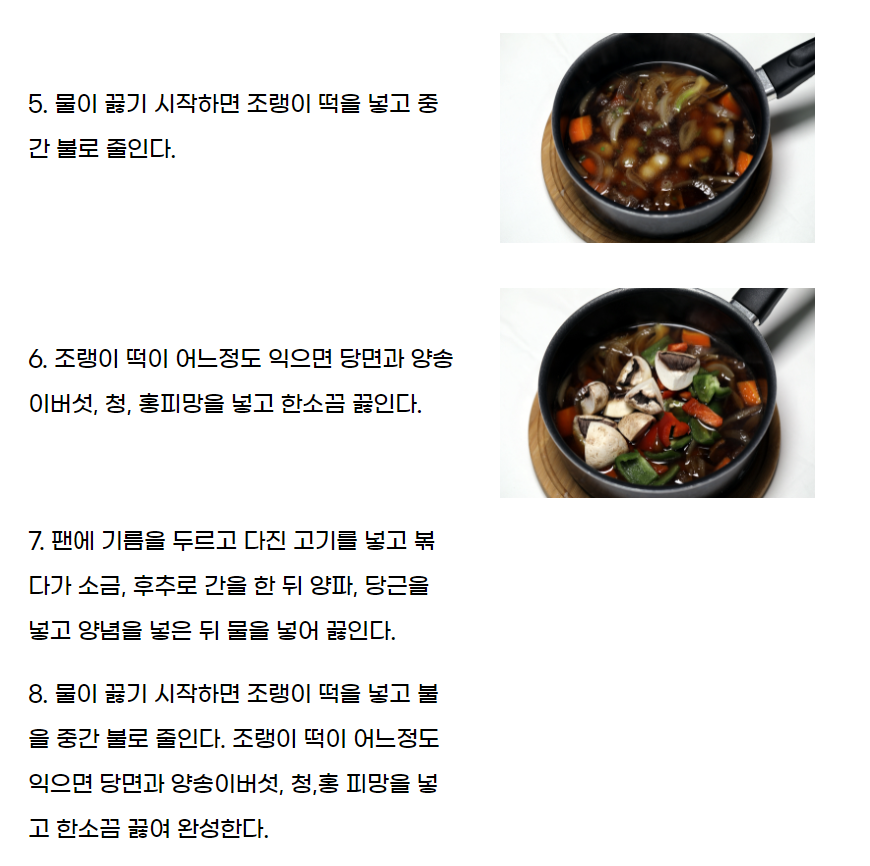 5. 물이 끓기 시작하면 조랭이 떡을 넣고 중
간 불로 줄인다.
6. 조랭이 떡이 어느정도 익으면 당면과 양송
이버섯, 청, 홍피망을 넣고 한소끔 끓인다.
7. 팬에 기름을 두르고 다진 고기를 넣고 볶
다가 소금, 후추로 간을 한 뒤 양파, 당근을
넣고 양념을 넣은 뒤 물을 넣어 끓인다.
8. 물이 끓기 시작하면 조랭이 떡을 넣고 불
을 중간 불로 줄인다. 조랭이 떡이 어느정도
익으면 당면과 양송이버섯, 청,홍 피망을 넣
고 한소끔 끓여 완성한다.